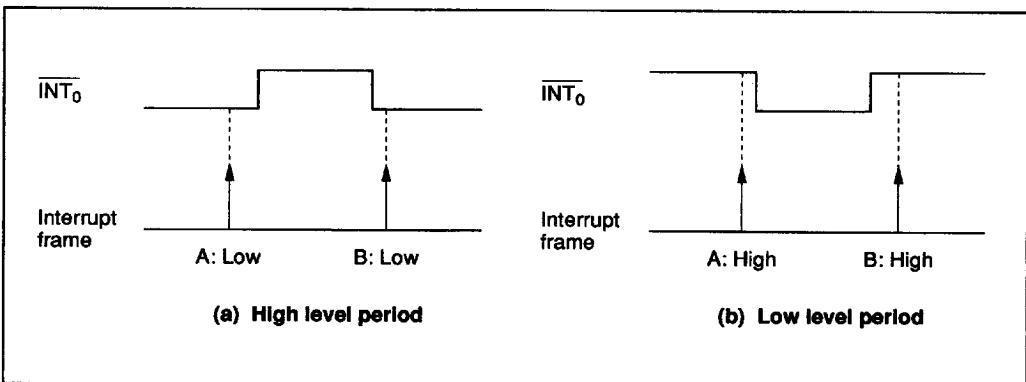 INT0
Interrupt
frame
A: Low
B: Low
(a) High level period
INT0
Interrupt
frame
A: High
B: High
(b) Low level period